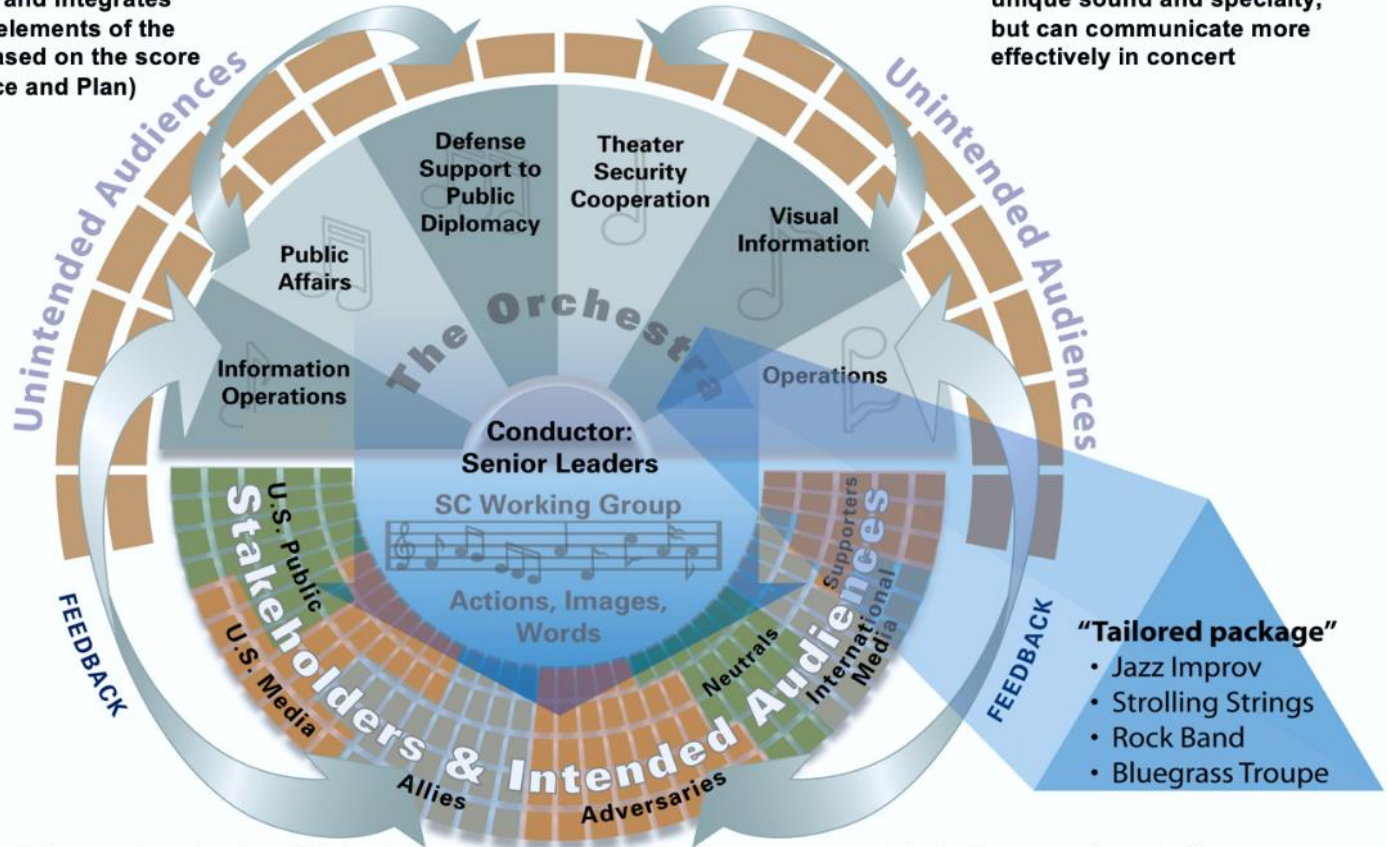 and integrates
elements of the
ased on the score
ce and Plan)
unique sound and specialty,
but can communicate more
effectively in concert
Unintended Audiences
Unintended Audiences
Defense
Support to
Public
Diplomacy
Theater
Security
Cooperation
Public
Affairs
Visual
Information
The Orchestra
Information
Operations
Operations
Conductor:
Senior Leaders
SC Working Group
Actions, Images,
Words
Stakeholders & Intended Audiences
U.S. Public
U.S. Media
Allies
Adversaries
Neutrals
International
Media
Supporters
FEEDBACK
FEEDBACK
“Tailored package”
• Jazz Improv
• Strolling Strings
• Rock Band
• Bluegrass Troupe